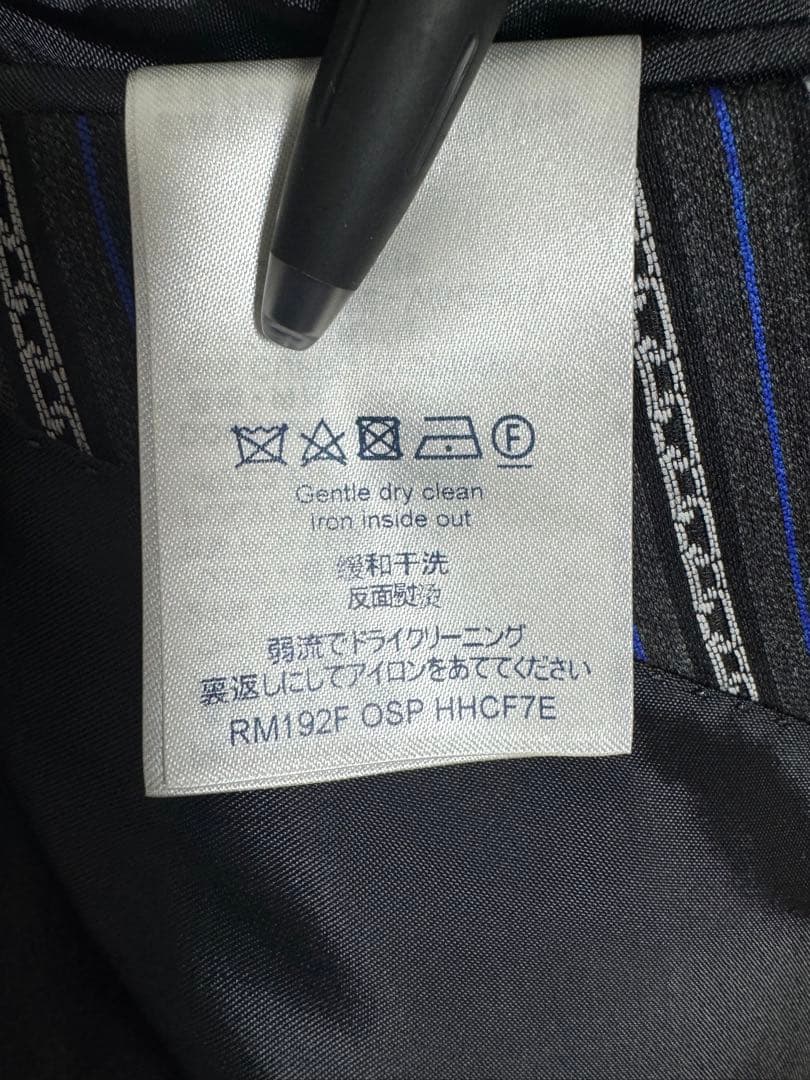 F
Gentle dry clean
iron inside out
缓和干洗
反面熨烫
弱流でドライクリーニング
裏返しにしてアイロンをあててください
RM192F OSP HHCF7E